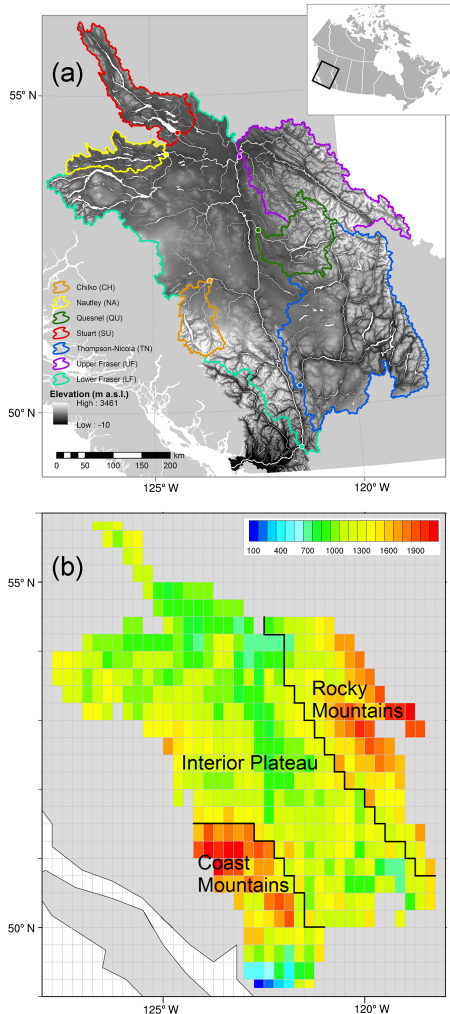 (a)
55° N
50° N
Chilko (CH)
Nautley (NA)
Quesnel (QU)
Stuart (SU)
Thompson-Nicola (TN)
Upper Fraser (UF)
Lower Fraser (LF)
Elevation (m a.s.l.)
High : 3461
Low : -10
0 50 100 200 km
125° W 120° W
(b)
100 400 700 1000 1300 1600 1900
55° N
Rocky
Mountains
Interior Plateau
Coast
Mountains
50° N
125° W 120° W